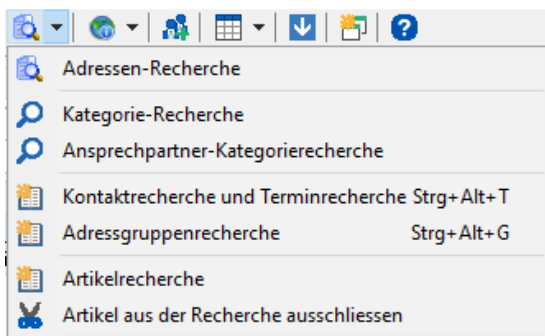 Adressen-Recherche
Kategorie-Recherche
Ansprechpartner-Kategorierecherche
Kontaktrecherche und Terminrecherche Strg+Alt+T
Adressgruppenrecherche Strg+Alt+G
Artikelrecherche
Artikel aus der Recherche ausschliessen